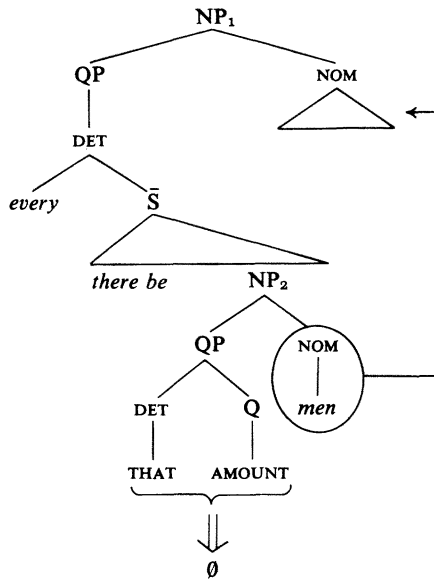 NP₁
QP NOM
DET
every S̄
there be NP₂
QP NOM
DET Q men
THAT AMOUNT
∅